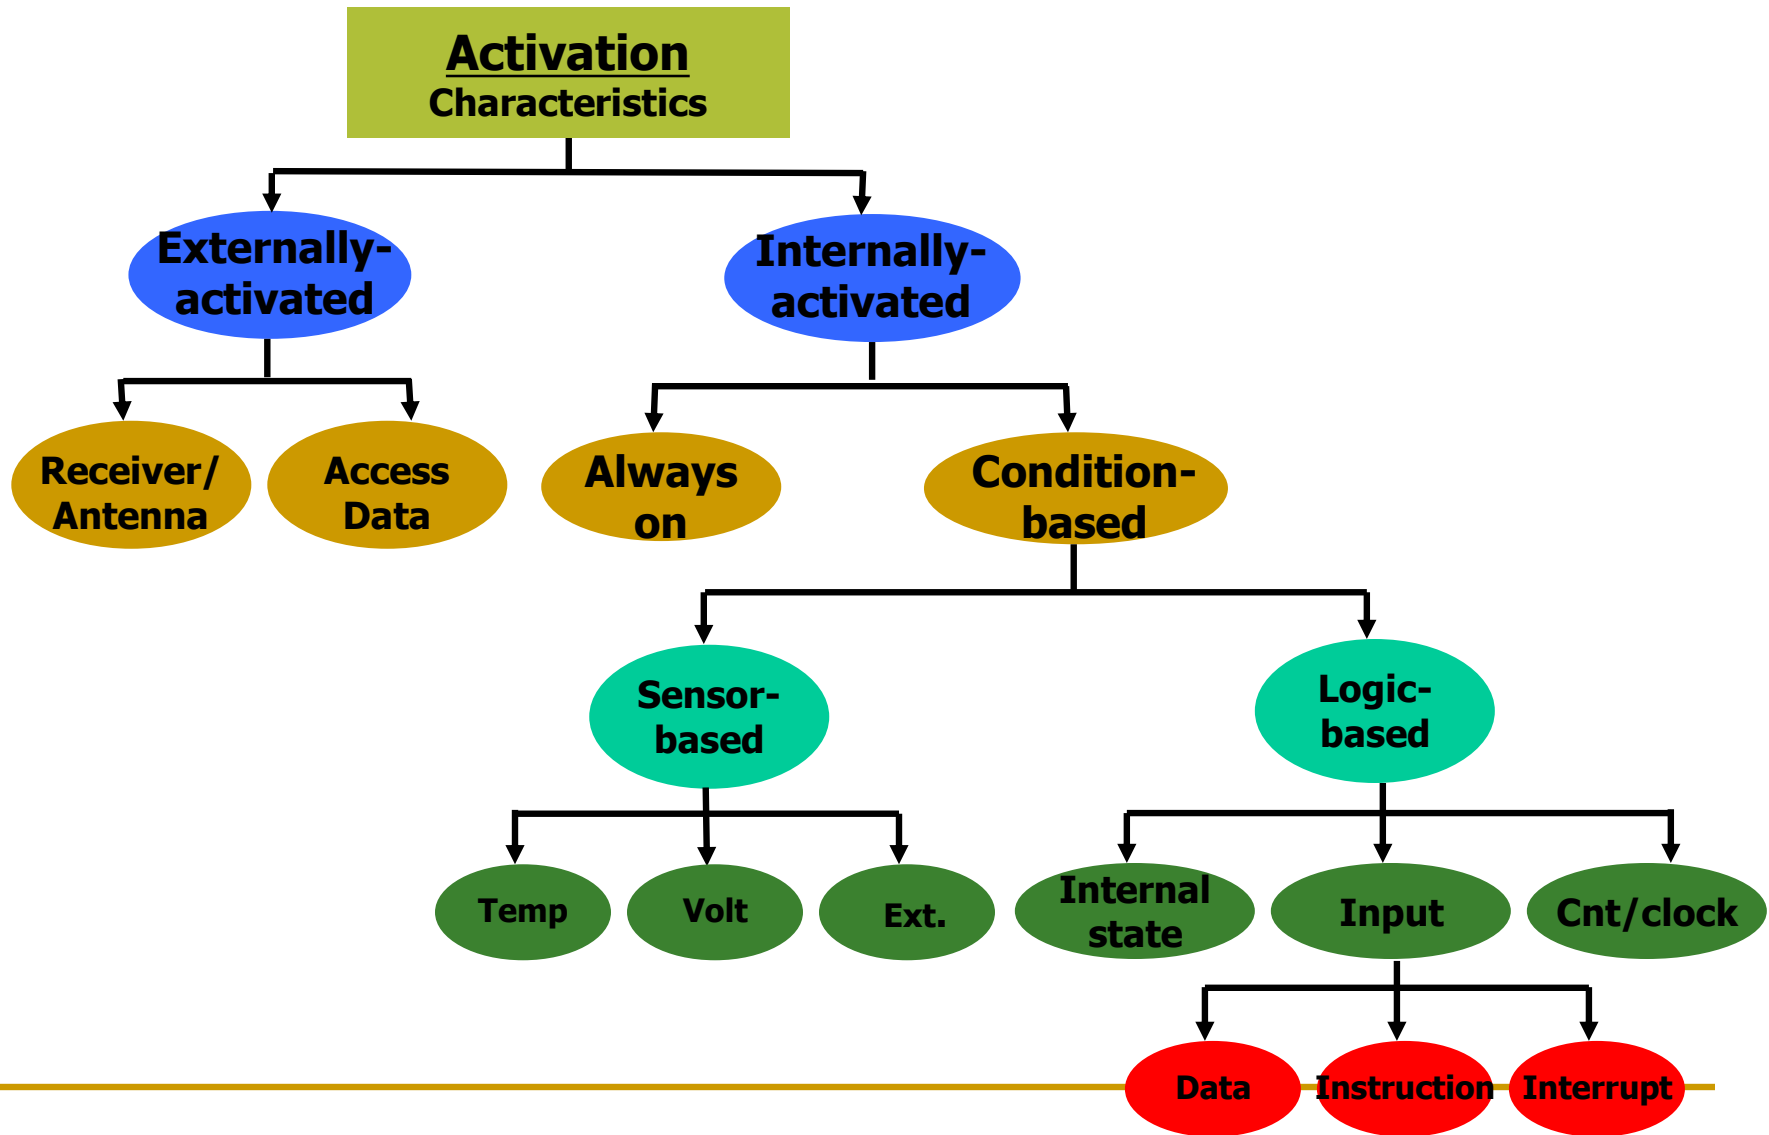 Activation
Characteristics
Externally-
activated
Internally-
activated
Receiver/
Antenna
Access
Data
Always
on
Condition-
based
Sensor-
based
Logic-
based
Temp
Volt
Ext.
Internal
state
Input
Cnt/clock
Data
Instruction
Interrupt